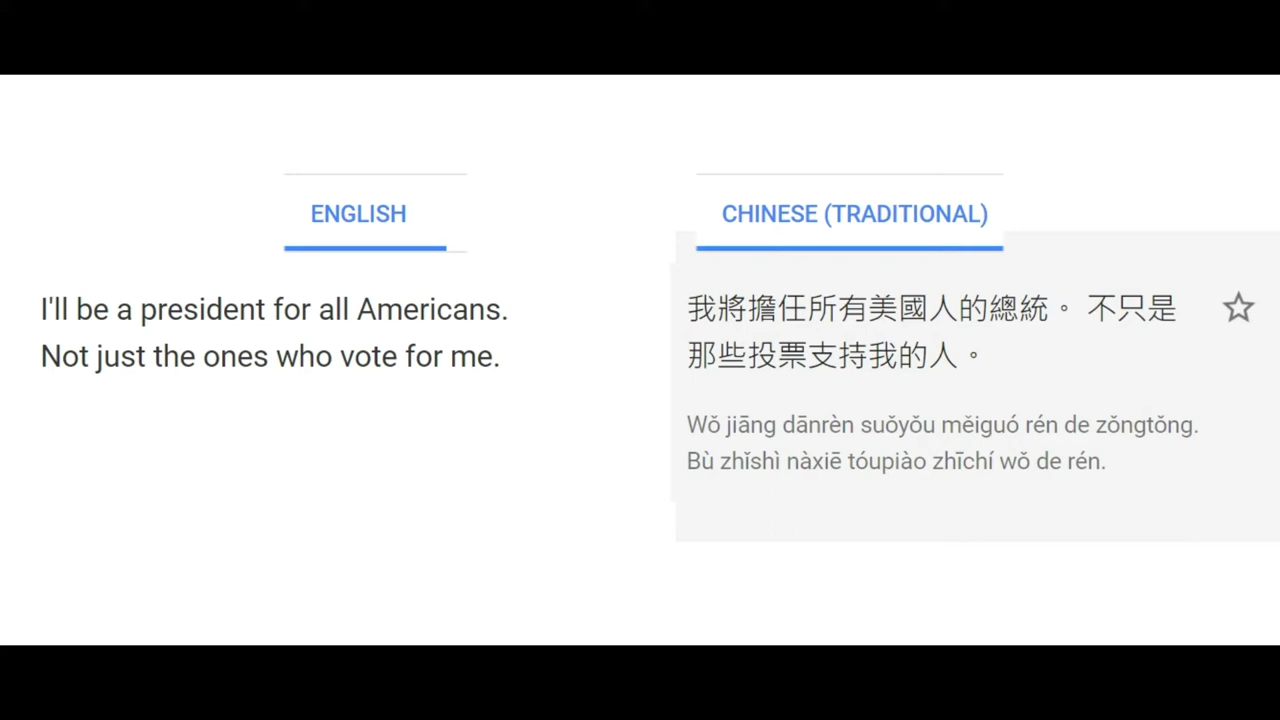 ENGLISH
I'll be a president for all Americans.
Not just the ones who vote for me.
CHINESE (TRADITIONAL)
我將擔任所有美國人的總統。 不只是
那些投票支持我的人。
Wǒ jiāng dānrèn suǒyǒu měiguó rén de zǒngtǒng.
Bù zhǐshì nàxiē tóupiào zhīchí wǒ de rén.